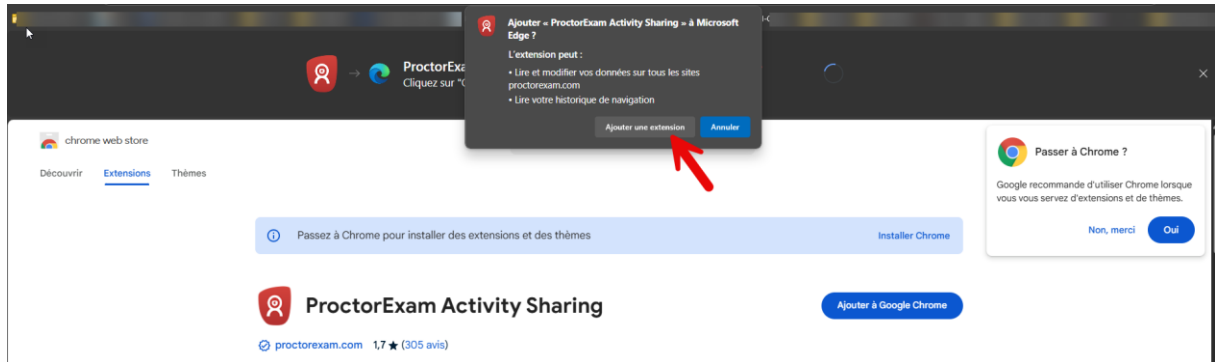 Ajouter « ProctorExam Activity Sharing » à Microsoft
Edge ?
L'extension peut :
• Lire et modifier vos données sur tous les sites
proctorexam.com
• Lire votre historique de navigation
Ajouter une extension
Annuler
ProctorExa
Cliquez sur "
chrome web store
Découvrir
Extensions
Thèmes
Passer à Chrome ?
Google recommande d'utiliser Chrome lorsque
vous vous servez d'extensions et de thèmes.
Non, merci
Oui
Passez à Chrome pour installer des extensions et des thèmes
Installer Chrome
ProctorExam Activity Sharing
Ajouter à Google Chrome
proctorexam.com 1,7 ★ (305 avis)